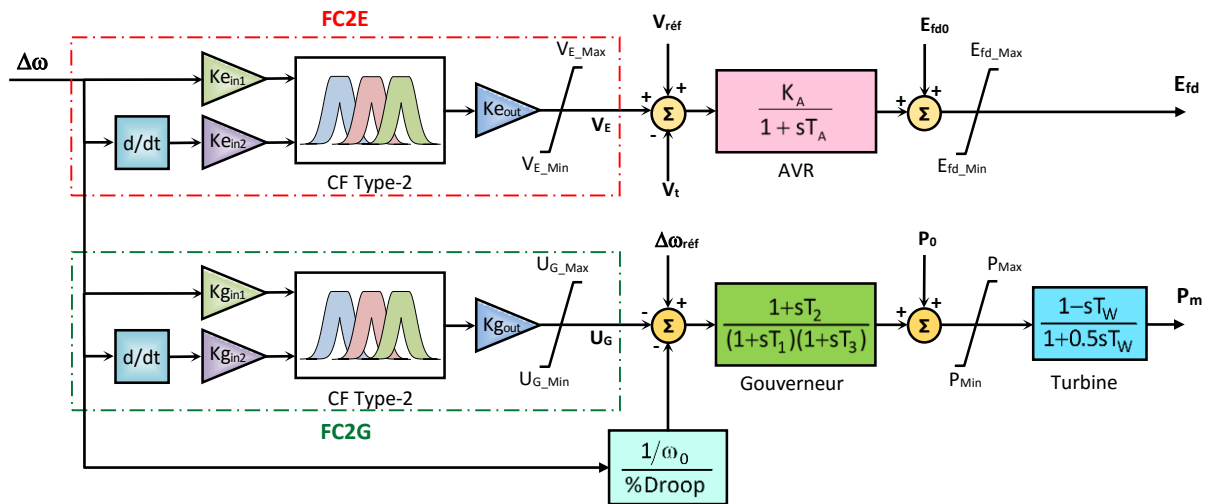 FC2E
Δω
Ke_in1
d/dt
Ke_in2
CF Type-2
Ke_out
V_E_Max
V_E
V_E_Min
V_réf
+
+
Σ
-
V_t
K_A
1 + sT_A
AVR
E_fd0
+
+
Σ
E_fd_Max
E_fd_Min
E_fd
Kg_in1
d/dt
Kg_in2
CF Type-2
FC2G
Kg_out
U_G_Max
U_G
U_G_Min
Δω_réf
+
-
Σ
-
1+sT_2
(1+sT_1)(1+sT_3)
Gouverneur
P_0
+
+
Σ
P_Max
P_Min
1−sT_W
1+0.5sT_W
Turbine
P_m
1/ω_0
%Droop